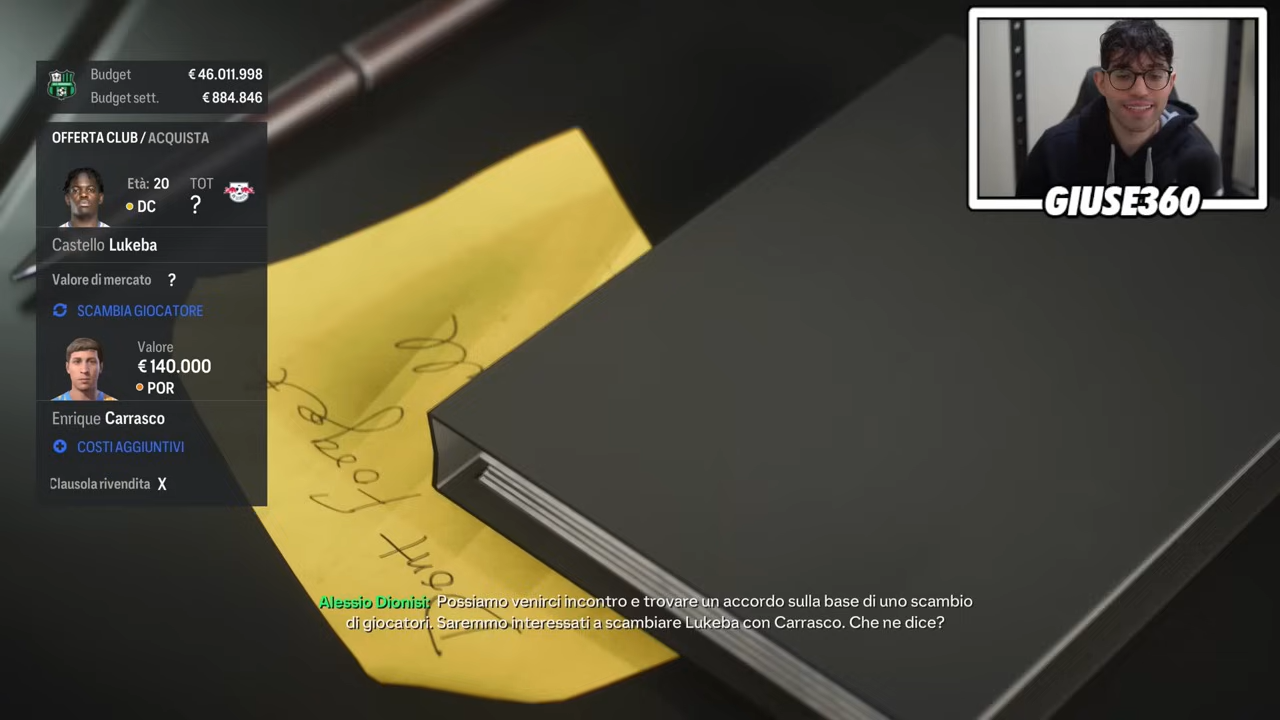 Budget € 46.011.998
Budget sett. € 884.846
OFFERTA CLUB / ACQUISTA
Età: 20 TOT
DC ?
Castello Lukeba
Valore di mercato ?
SCAMBIA GIOCATORE
Valore
€ 140.000
POR
Enrique Carrasco
COSTI AGGIUNTIVI
Clausola rivendita X
GIUSE360
Don't Forget
Alessio Dionisi: Possiamo venirci incontro e trovare un accordo sulla base di uno scambio
di giocatori. Saremmo interessati a scambiare Lukeba con Carrasco. Che ne dice?